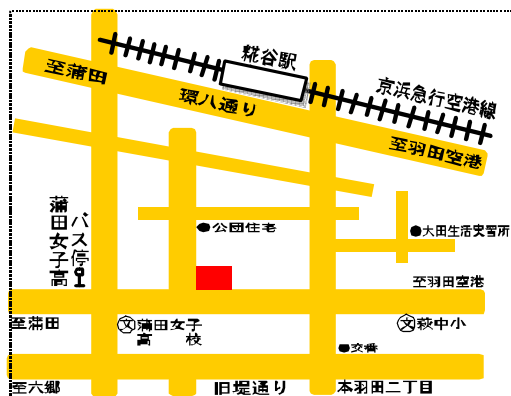 糀谷駅
至蒲田
京浜急行空港線
環八通り
至羽田空港
蒲田女子高
バス停
公団住宅
大田生活実習所
至羽田空港
至蒲田
文
蒲田女子
高校
文
萩中小
交番
至六郷
旧堤通り
本羽田二丁目